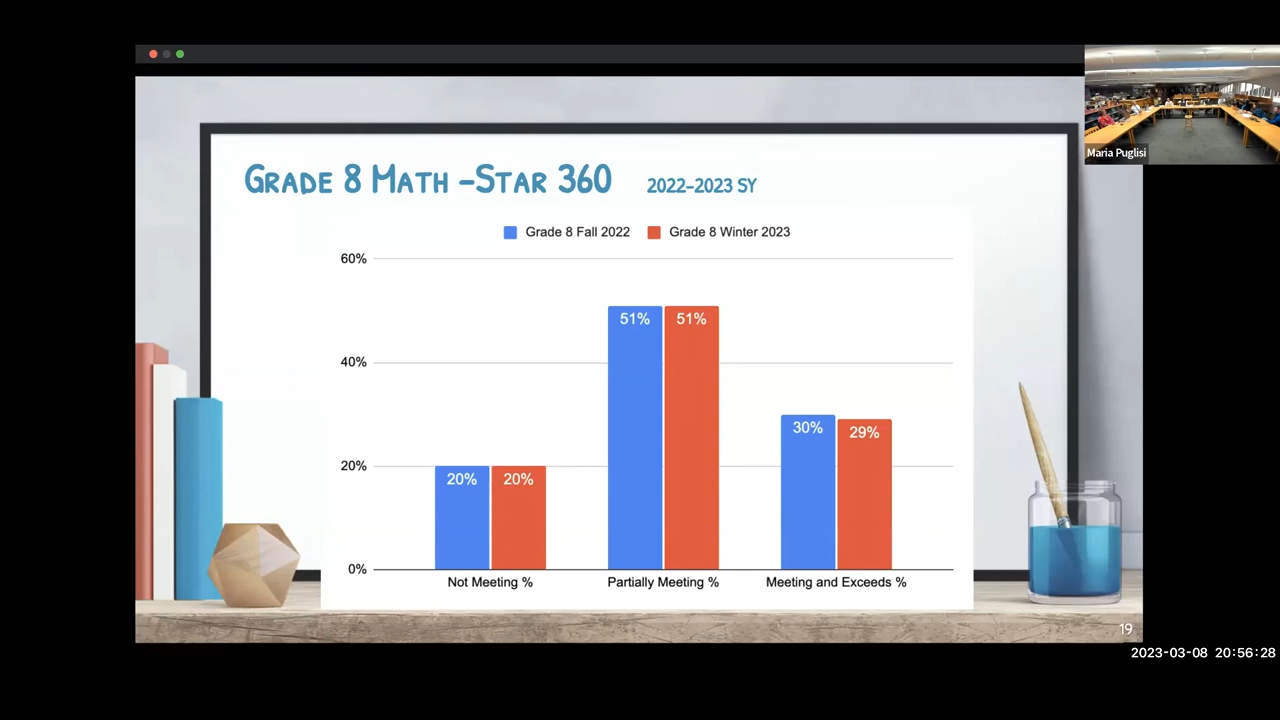 Maria Puglisi
Grade 8 Math –Star 360 2022–2023 SY
Grade 8 Fall 2022 Grade 8 Winter 2023
60%
40%
20%
0%
20% 20%
51% 51%
30% 29%
Not Meeting % Partially Meeting % Meeting and Exceeds %
19
2023-03-08 20:56:28